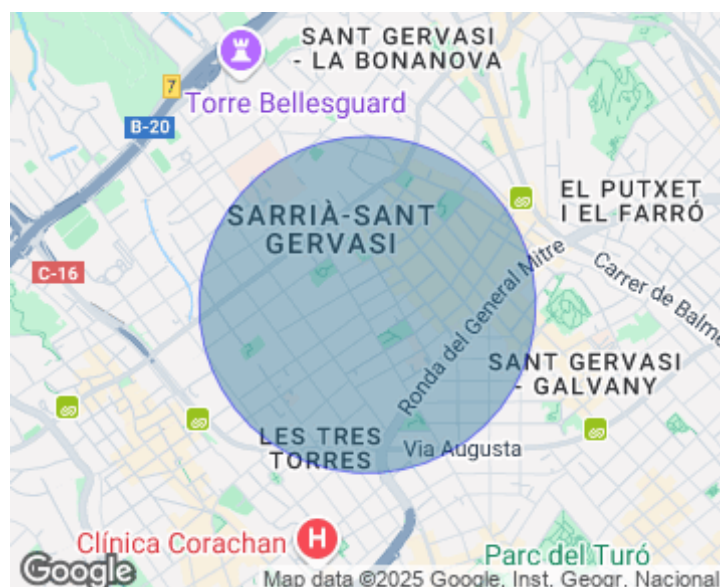 SANT GERVASI
- LA BONANOVA
7
Torre Bellesguard
B-20
EL PUTXET
I EL FARRÓ
SARRIÀ-SANT
GERVASI
C-16
Carrer de Balme
Ronda del General Mitre
SANT GERVASI
- GALVANY
LES TRES
TORRES
Via Augusta
Clínica Corachan
H
Parc del Turó
Google
Map data ©2025 Google, Inst. Geogr. Nacional